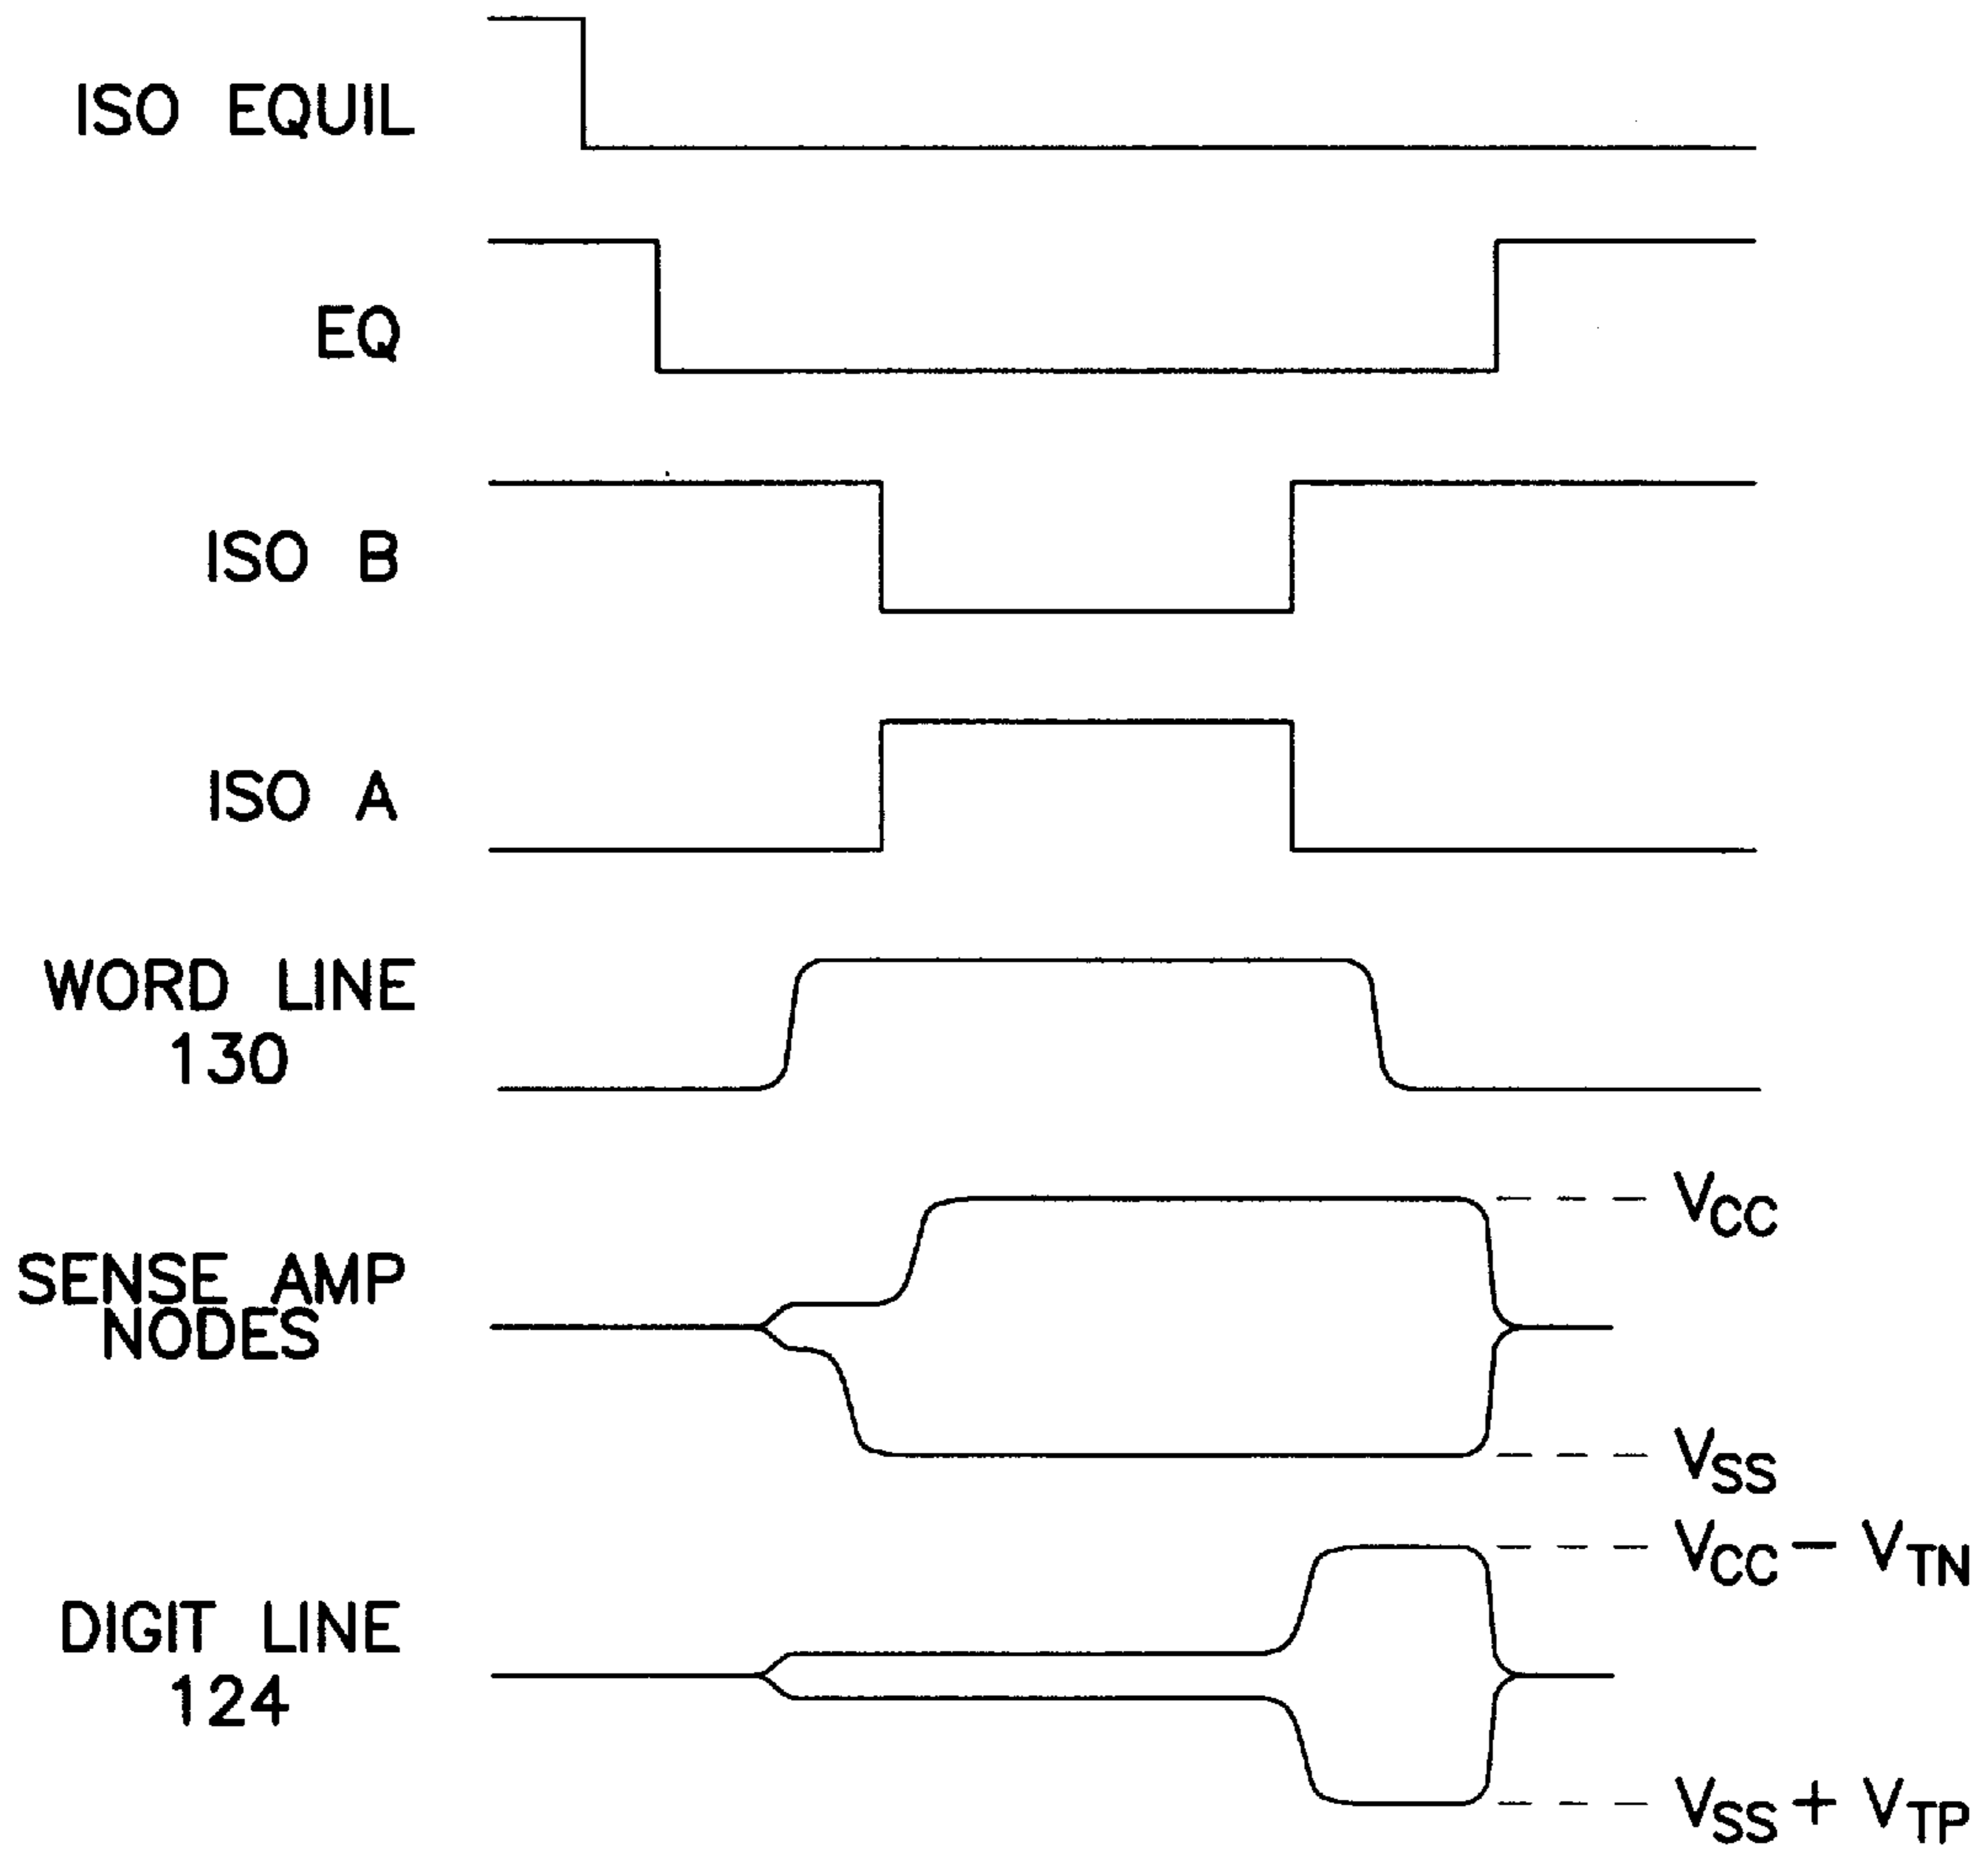 ISO EQUIL
EQ
ISO B
ISO A
WORD LINE
130
SENSE AMP
NODES
VCC
VSS
DIGIT LINE
124
VCC – VTN
VSS + VTP